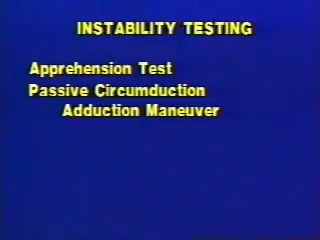 INSTABILITY TESTING
Apprehension Test
Passive Circumduction
Adduction Maneuver